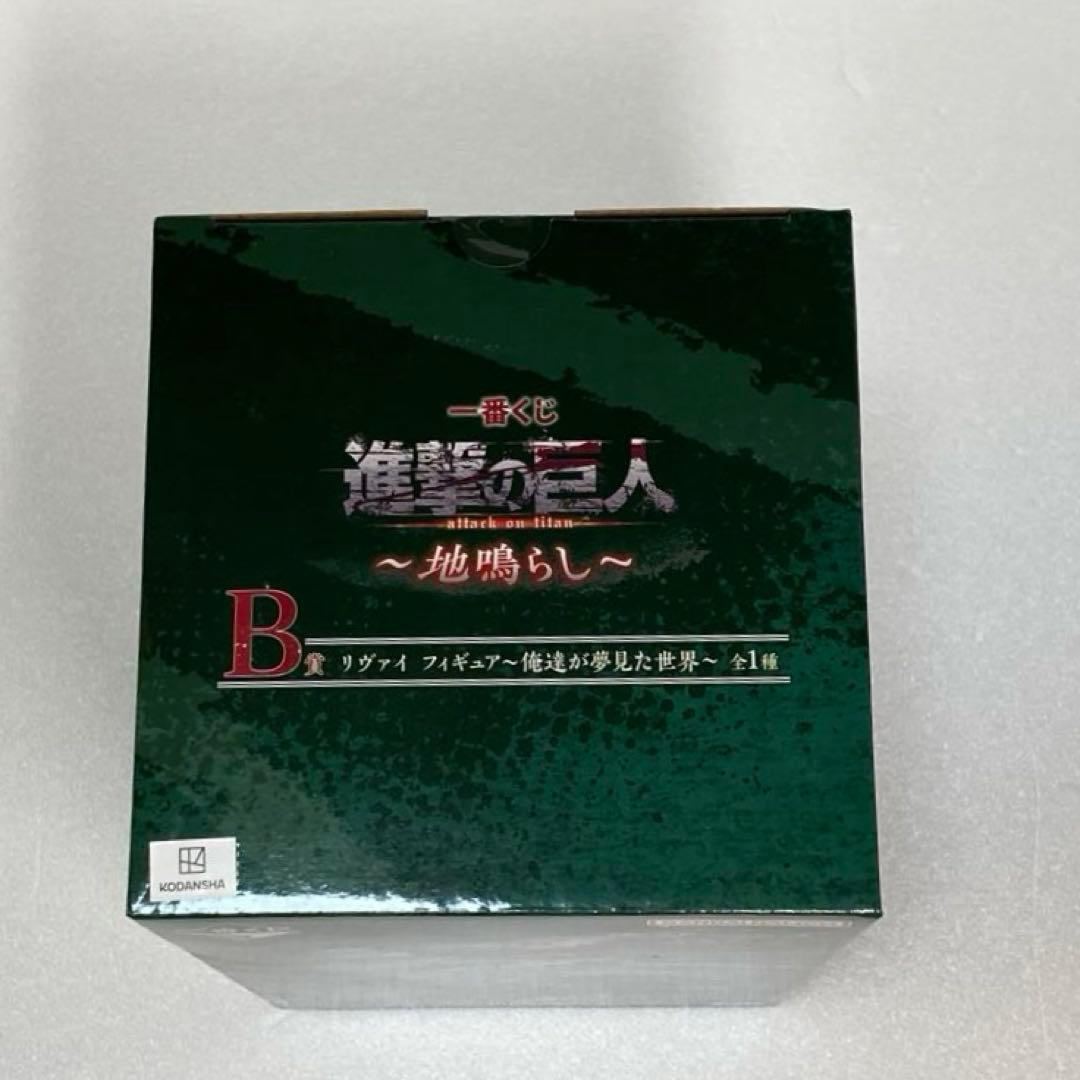 一番くじ
進撃の巨人
attack on titan
～地鳴らし～
B賞 リヴァイ フィギュア～俺達が夢見た世界～ 全1種
KODANSHA